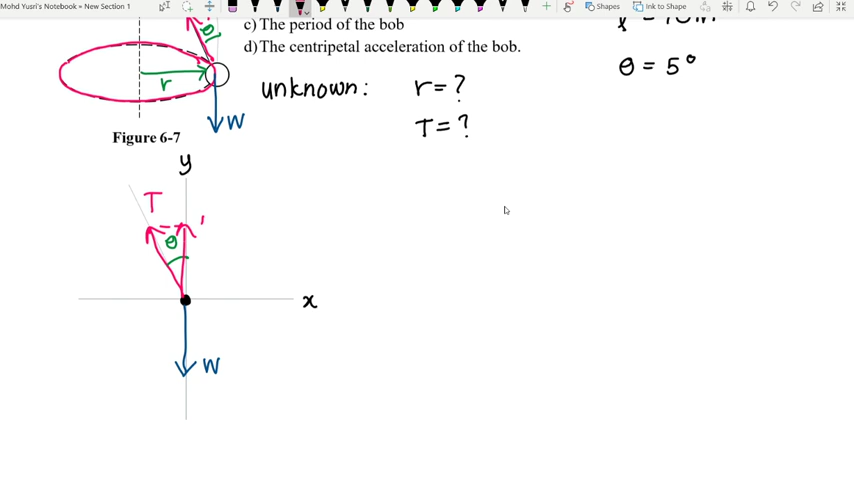 Mohd Yusri's Notebook » New Section 1
Shapes
Ink to Shape
c) The period of the bob
d) The centripetal acceleration of the bob.
θ = 5°
θ
r
W
unknown: r = ?
T = ?
Figure 6-7
y
T
θ
x
W